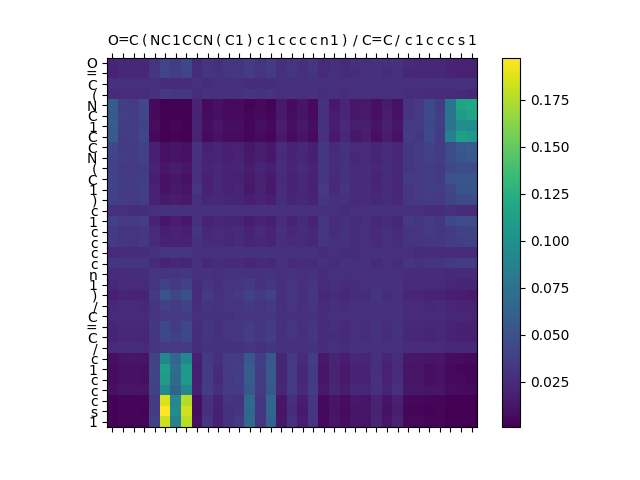 O=C(NC1CCN(C1)c1ccccn1)/C=C/c1cccs1
O
=
C
(
N
C
1
C
C
N
(
C
1
)
c
1
c
c
c
c
n
1
)
/
C
=
C
/
c
1
c
c
c
s
1
0.175
0.150
0.125
0.100
0.075
0.050
0.025